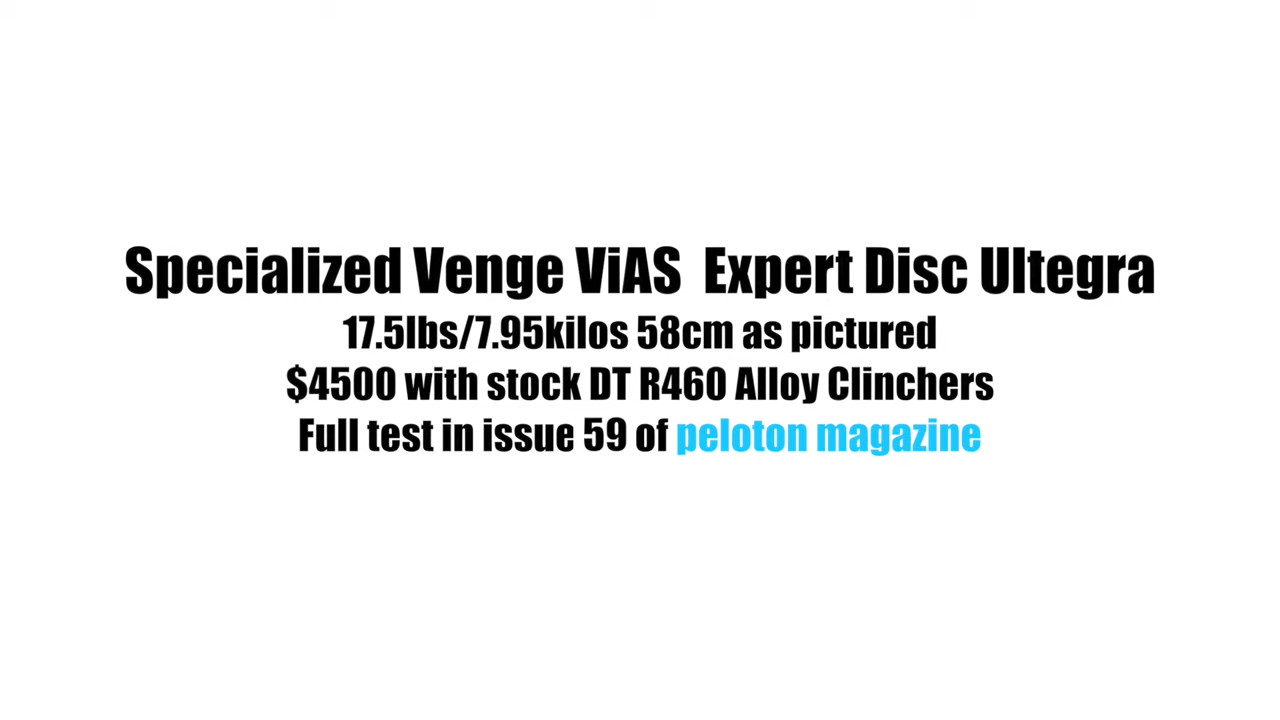 Specialized Venge ViAS Expert Disc Ultegra
17.5lbs/7.95kilos 58cm as pictured
$4500 with stock DT R460 Alloy Clinchers
Full test in issue 59 of peloton magazine